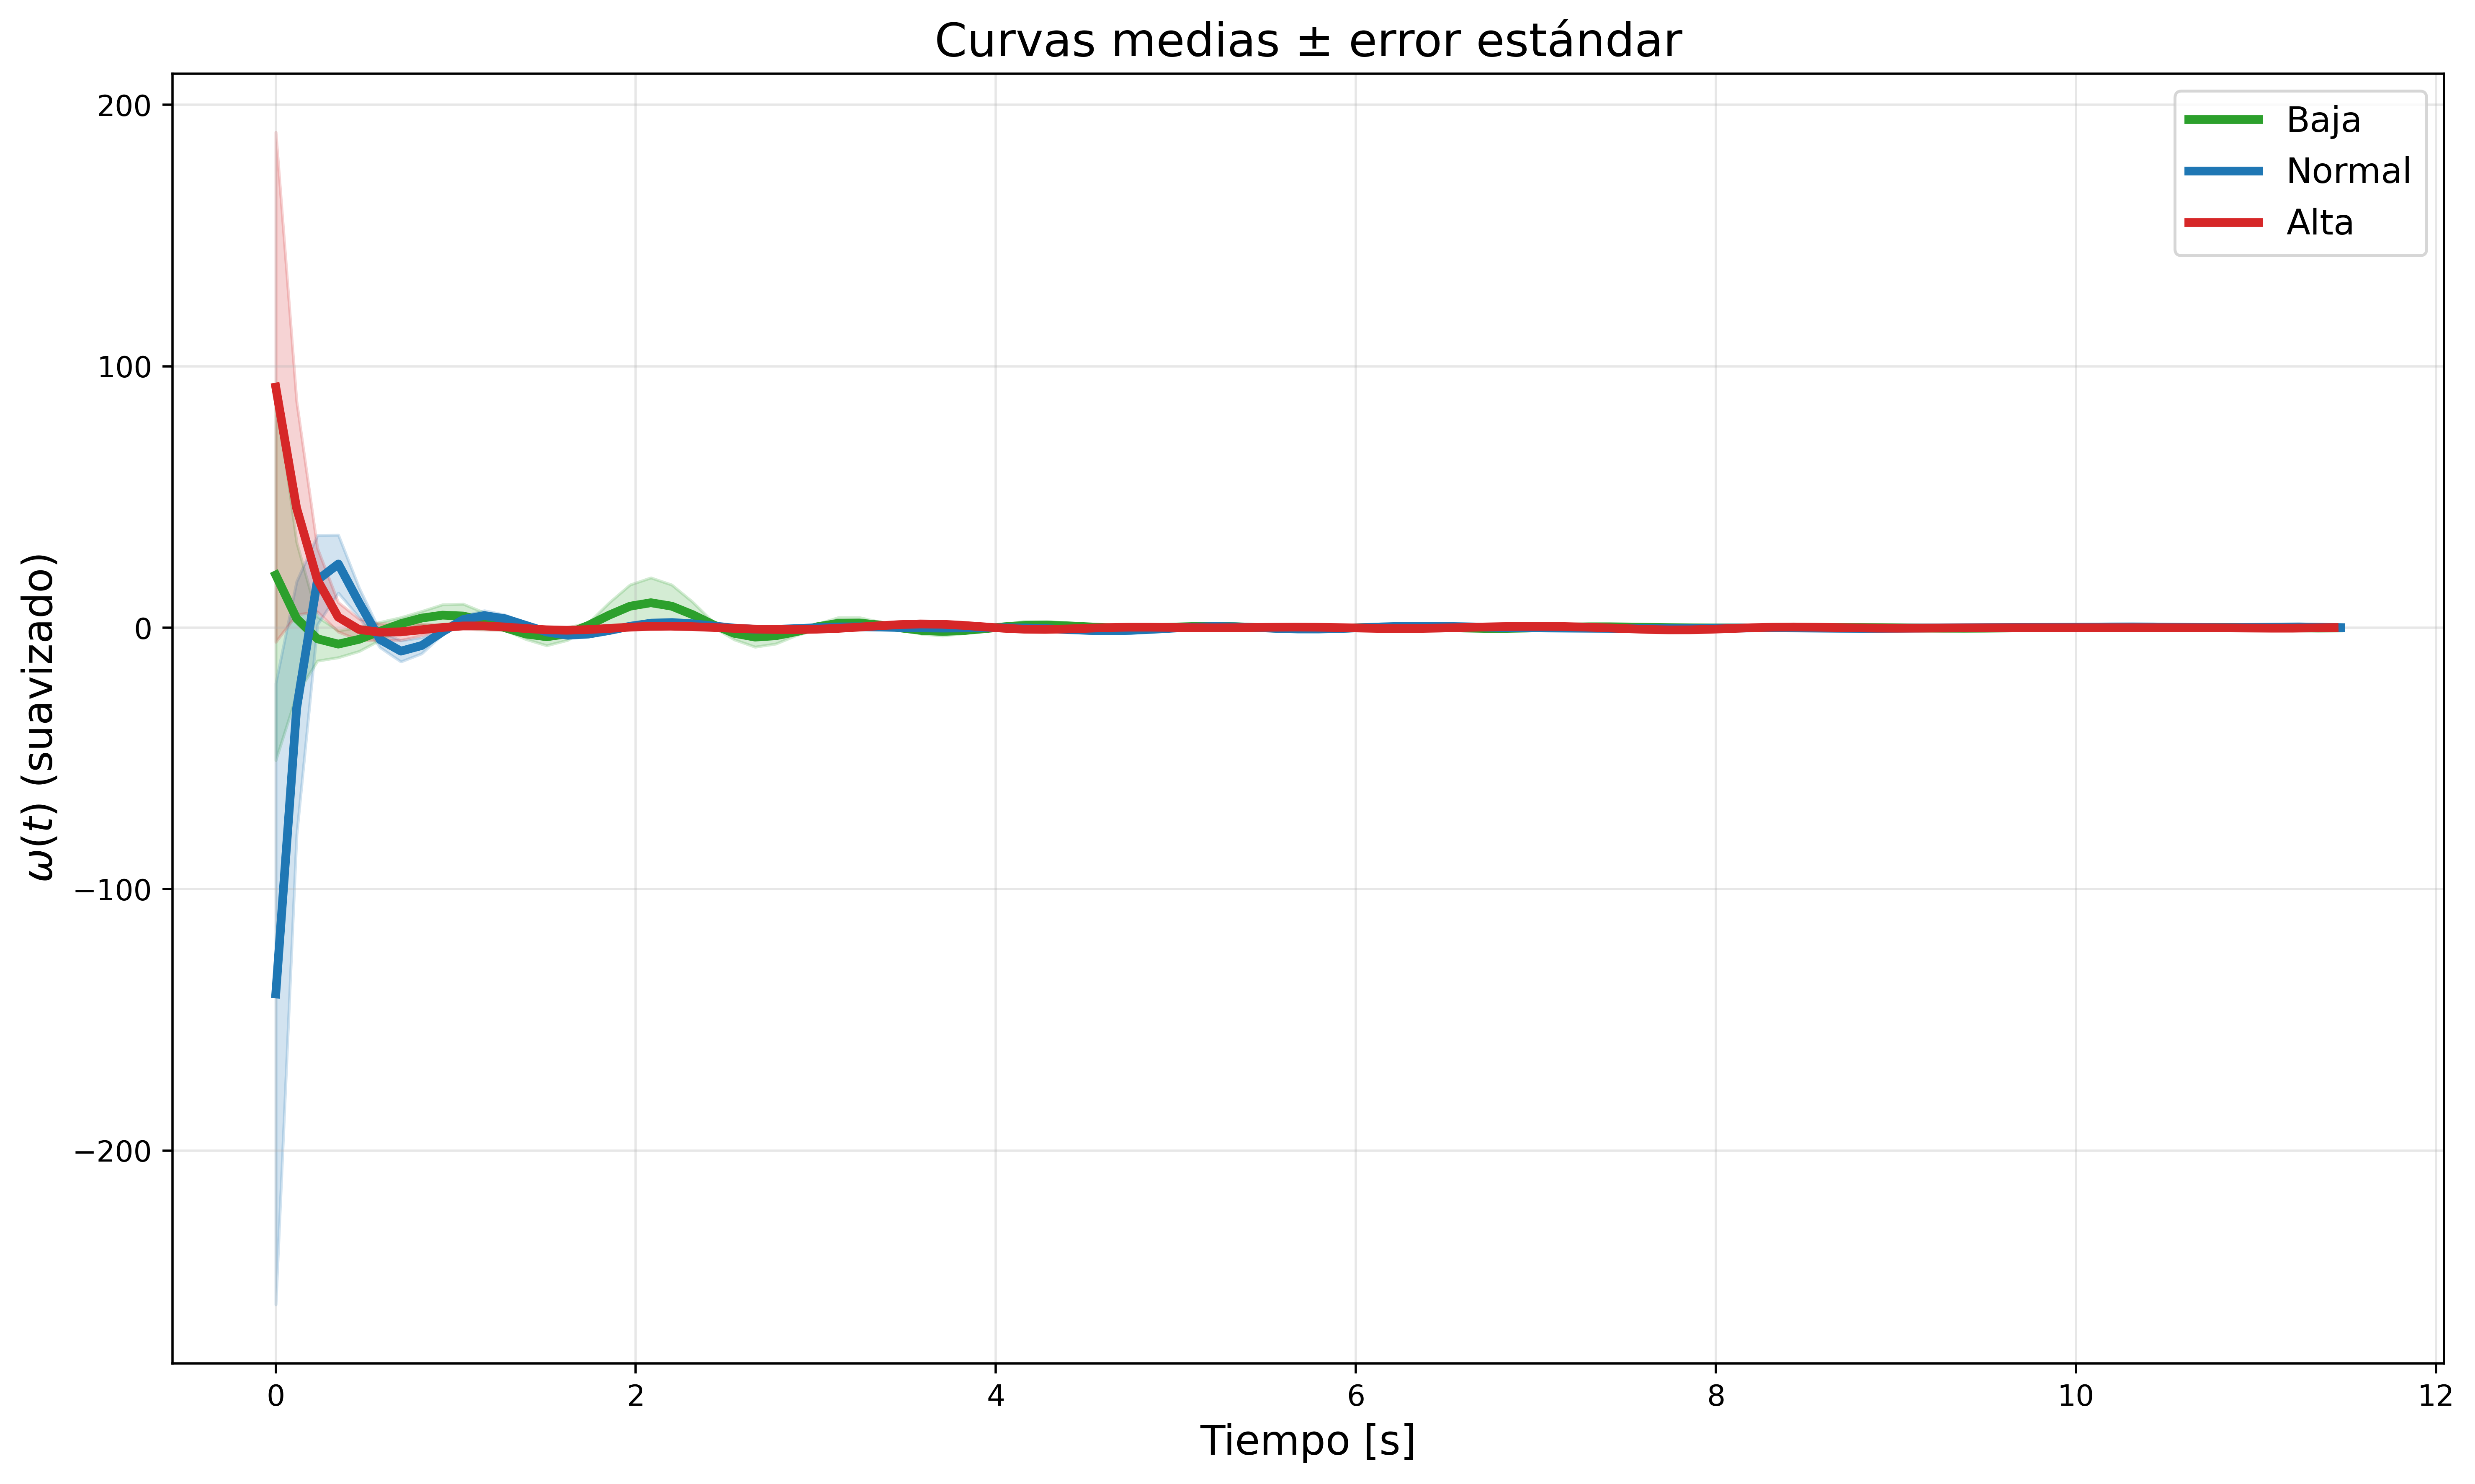 Curvas medias ± error estándar
200
100
0
−100
−200
ω(t) (suavizado)
Baja
Normal
Alta
0 2 4 6 8 10 12
Tiempo [s]